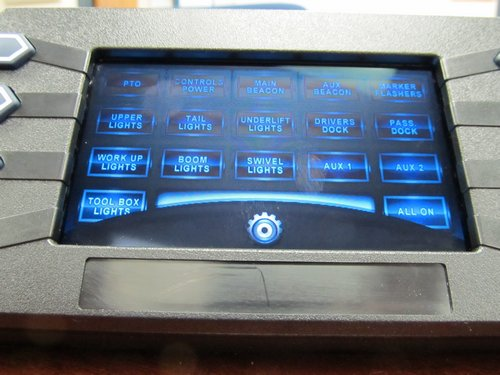 PTO
CONTROLS
POWER
MAIN
BEACON
AUX
BEACON
MARKER
FLASHERS
UPPER
LIGHTS
TAIL
LIGHTS
UNDERLIFT
LIGHTS
DRIVERS
DOCK
PASS.
DOCK
WORK UP
LIGHTS
BOOM
LIGHTS
SWIVEL
LIGHTS
AUX 1
AUX 2
TOOL BOX
LIGHTS
ALL ON